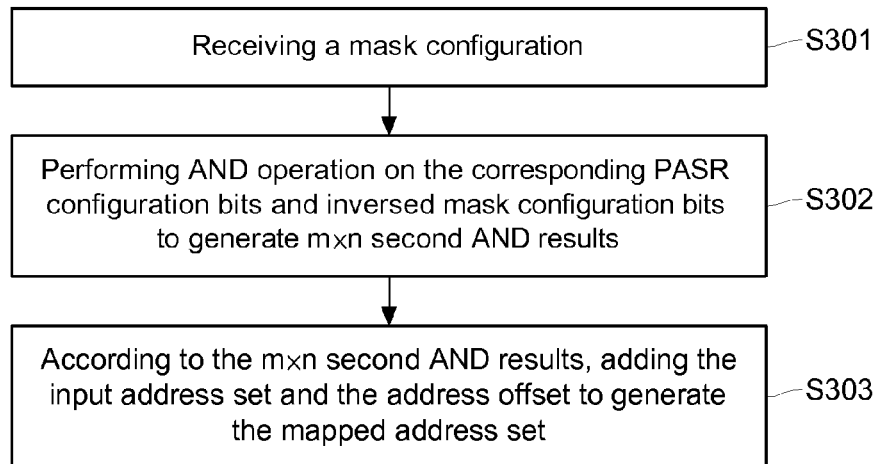 Receiving a mask configuration
S301
Performing AND operation on the corresponding PASR
configuration bits and inversed mask configuration bits
to generate m×n second AND results
S302
According to the m×n second AND results, adding the
input address set and the address offset to generate
the mapped address set
S303